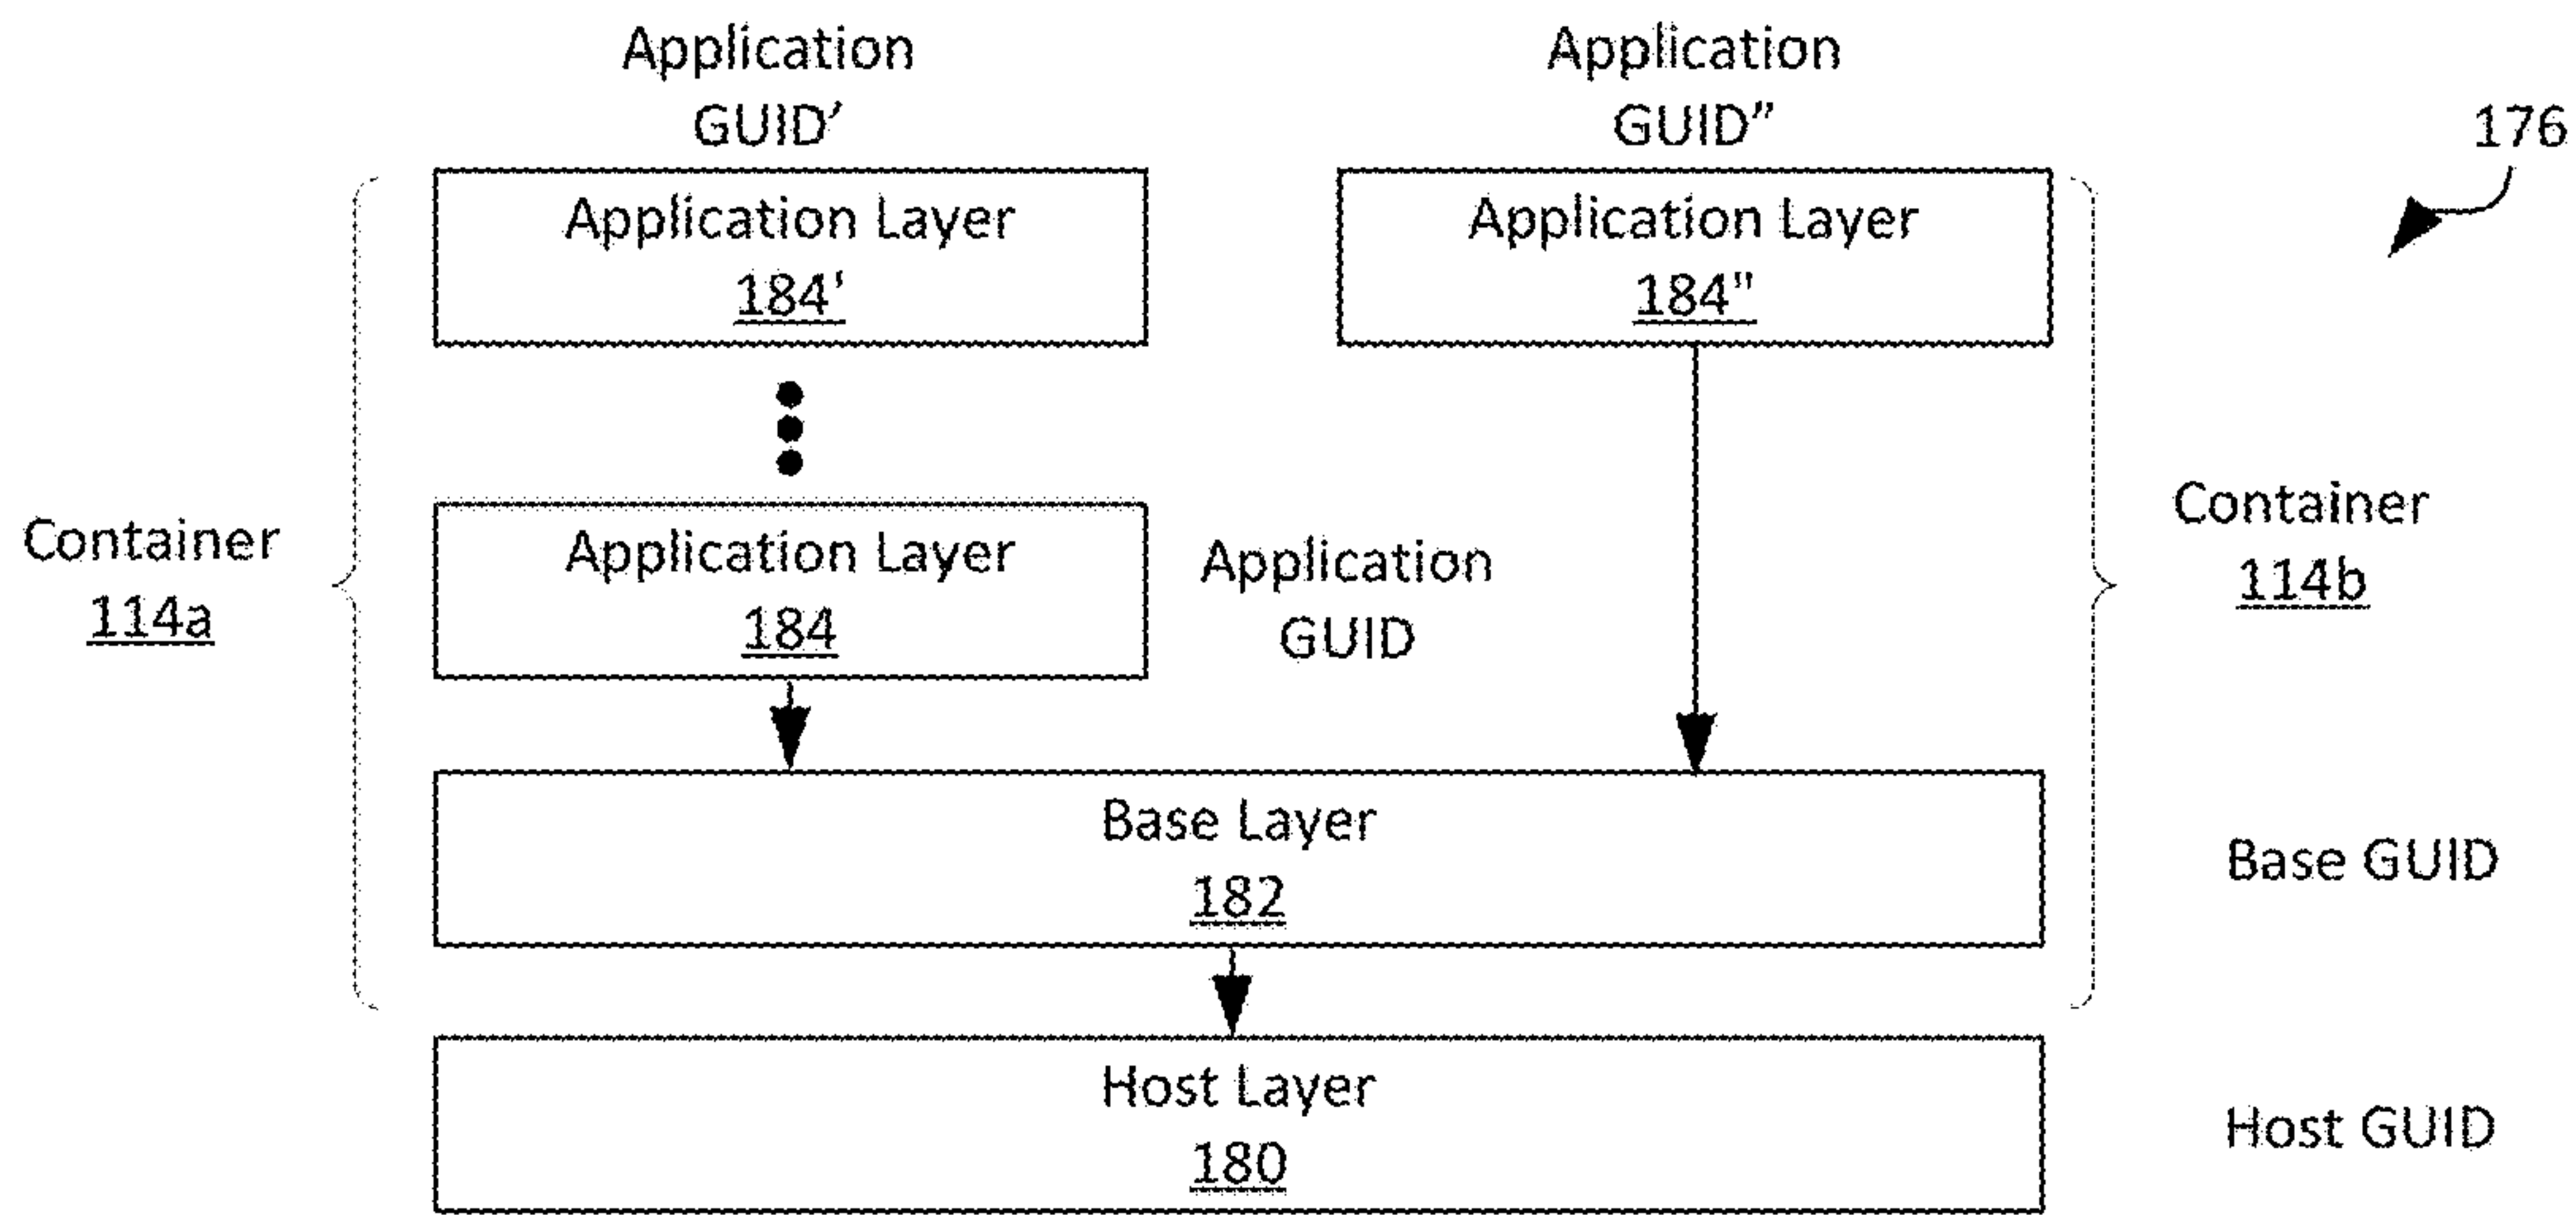 Application
GUID’
Application
GUID”
176
Application Layer
184'
Application Layer
184"
Container
114a
Application Layer
184
Application
GUID
Container
114b
Base Layer
182
Base GUID
Host Layer
180
Host GUID